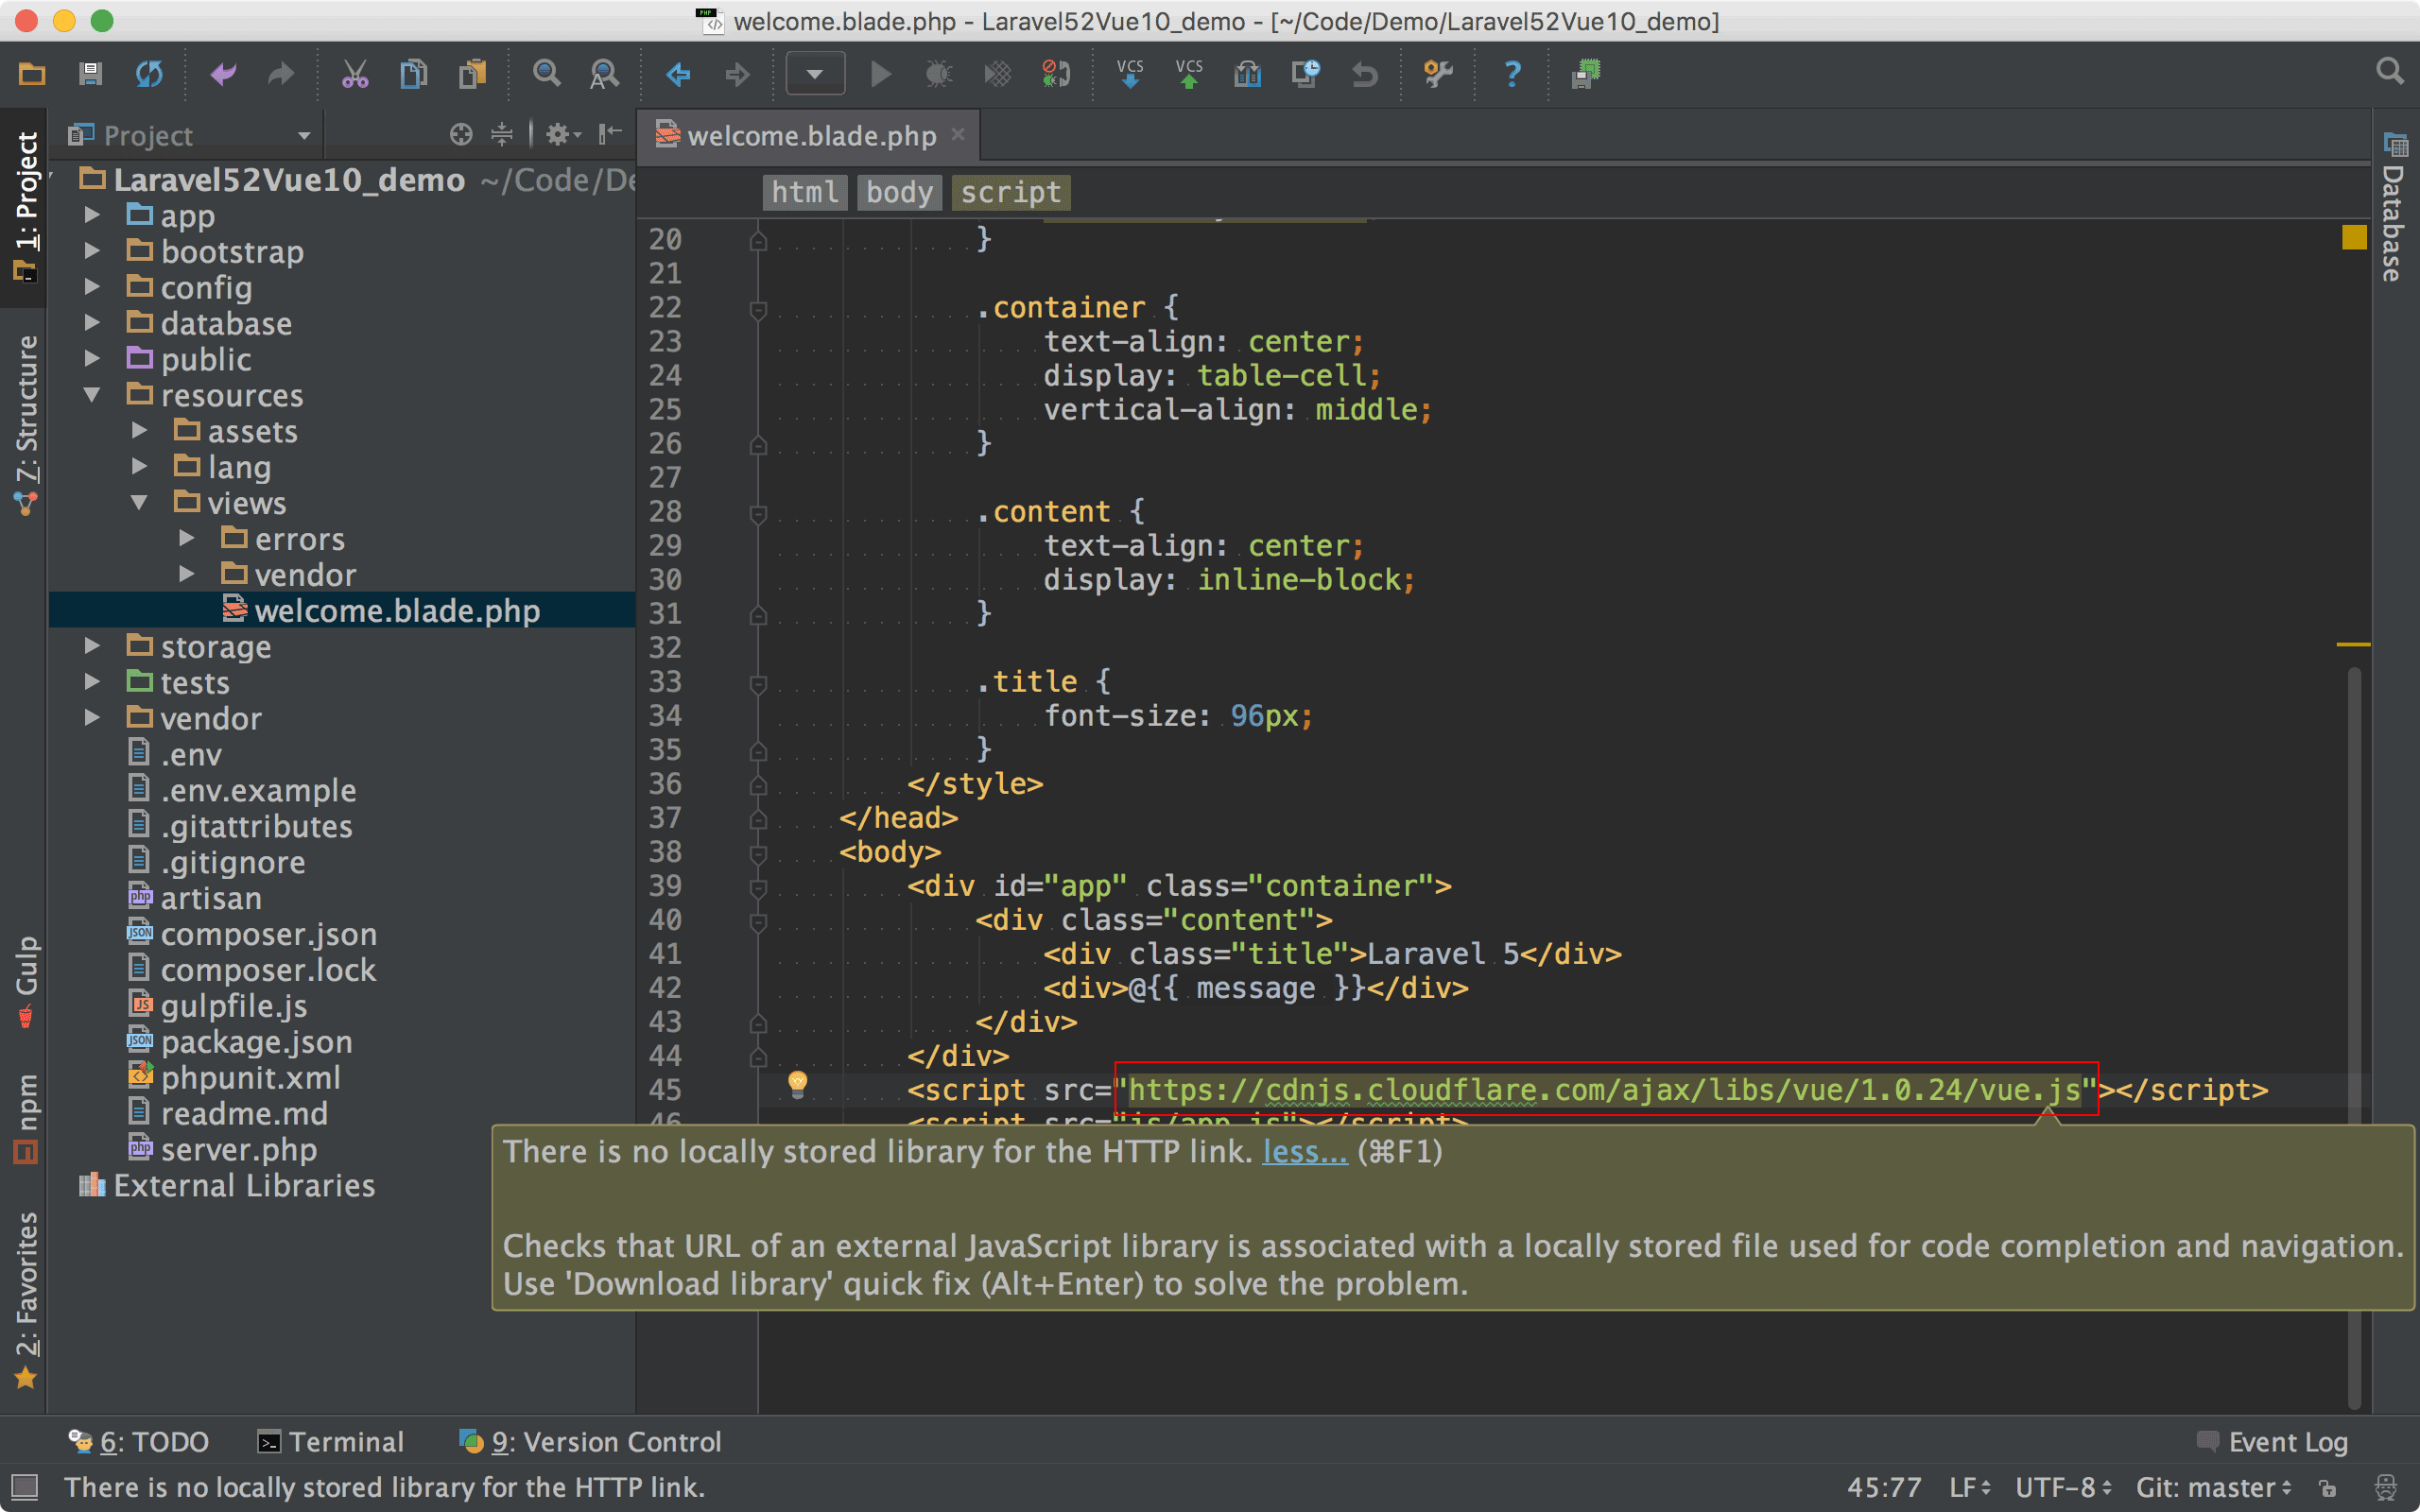 welcome.blade.php - Laravel52Vue10_demo - [~/Code/Demo/Laravel52Vue10_demo]
VCS
VCS
?
1: Project
7: Structure
Gulp
npm
2: Favorites
Project
Laravel52Vue10_demo ~/Code/De
app
bootstrap
config
database
public
resources
assets
lang
views
errors
vendor
welcome.blade.php
storage
tests
vendor
.env
.env.example
.gitattributes
.gitignore
artisan
composer.json
composer.lock
gulpfile.js
package.json
phpunit.xml
readme.md
server.php
External Libraries
welcome.blade.php
html body script
20 }
21
22 .container {
23 text-align: center;
24 display: table-cell;
25 vertical-align: middle;
26 }
27
28 .content {
29 text-align: center;
30 display: inline-block;
31 }
32
33 .title {
34 font-size: 96px;
35 }
36 </style>
37 </head>
38 <body>
39 <div id="app" class="container">
40 <div class="content">
41 <div class="title">Laravel 5</div>
42 <div>@{{ message }}</div>
43 </div>
44 </div>
45 <script src="https://cdnjs.cloudflare.com/ajax/libs/vue/1.0.24/vue.js"></script>
46 <script src="js/app.js"></script>
There is no locally stored library for the HTTP link. less... (⌘F1)
Checks that URL of an external JavaScript library is associated with a locally stored file used for code completion and navigation.
Use 'Download library' quick fix (Alt+Enter) to solve the problem.
Database
6: TODO
Terminal
9: Version Control
Event Log
There is no locally stored library for the HTTP link.
45:77 LF UTF-8 Git: master